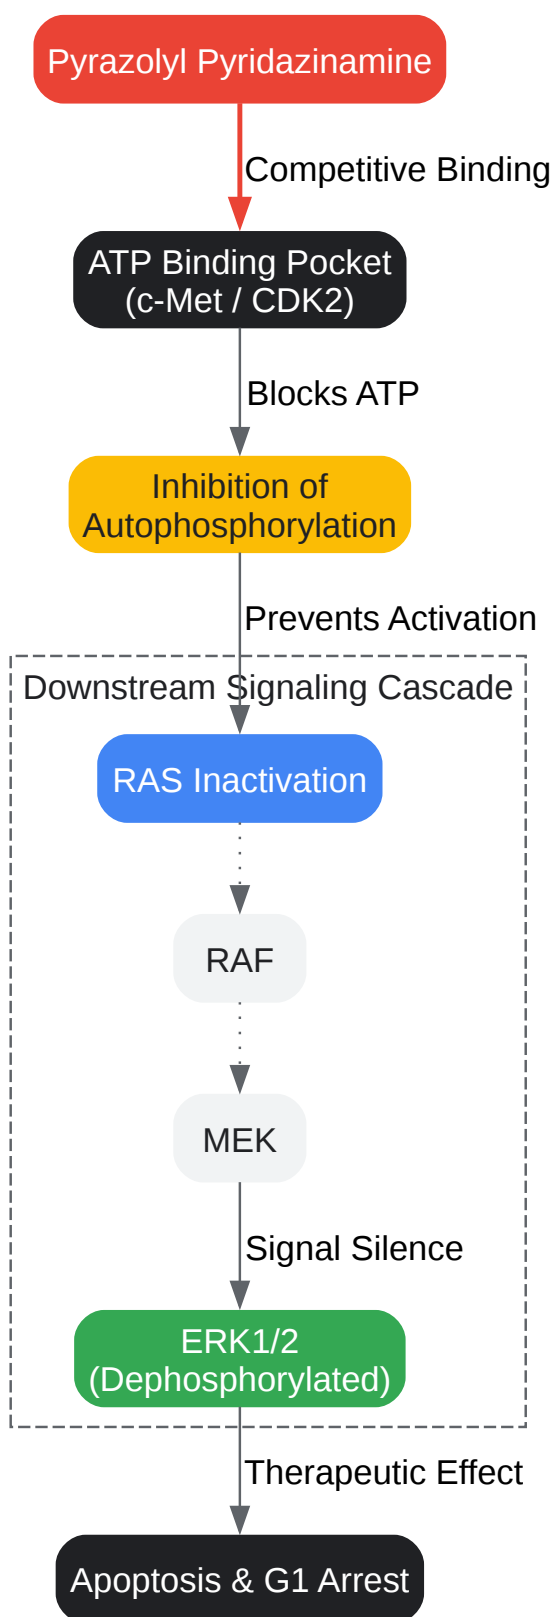 Pyrazolyl Pyridazinamine
Competitive Binding
ATP Binding Pocket
(c-Met / CDK2)
Blocks ATP
Inhibition of
Autophosphorylation
Prevents Activation
Downstream Signaling Cascade
RAS Inactivation
RAF
MEK
Signal Silence
ERK1/2
(Dephosphorylated)
Therapeutic Effect
Apoptosis & G1 Arrest